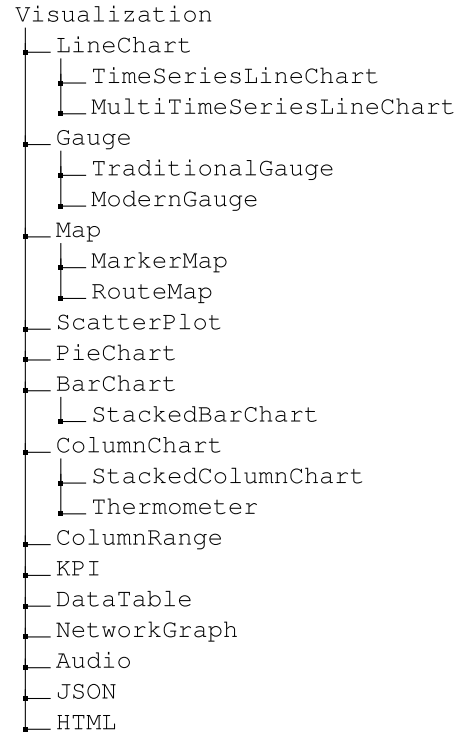 Visualization
LineChart
TimeSeriesLineChart
MultiTimeSeriesLineChart
Gauge
TraditionalGauge
ModernGauge
Map
MarkerMap
RouteMap
ScatterPlot
PieChart
BarChart
StackedBarChart
ColumnChart
StackedColumnChart
Thermometer
ColumnRange
KPI
DataTable
NetworkGraph
Audio
JSON
HTML